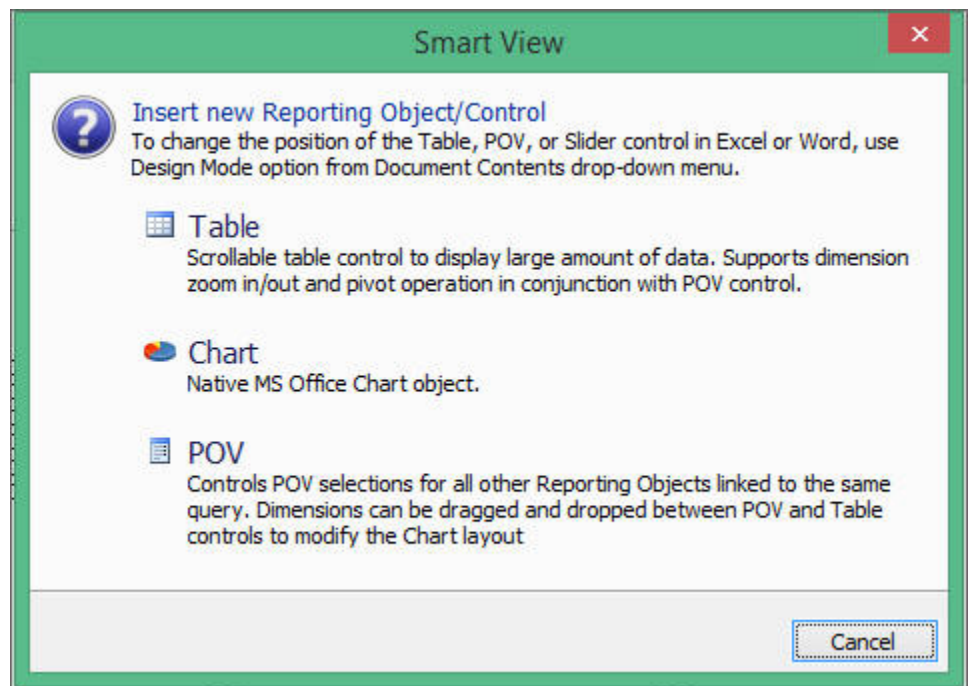 Smart View
Insert new Reporting Object/Control
To change the position of the Table, POV, or Slider control in Excel or Word, use
Design Mode option from Document Contents drop-down menu.
Table
Scrollable table control to display large amount of data. Supports dimension
zoom in/out and pivot operation in conjunction with POV control.
Chart
Native MS Office Chart object.
POV
Controls POV selections for all other Reporting Objects linked to the same
query. Dimensions can be dragged and dropped between POV and Table
controls to modify the Chart layout
Cancel